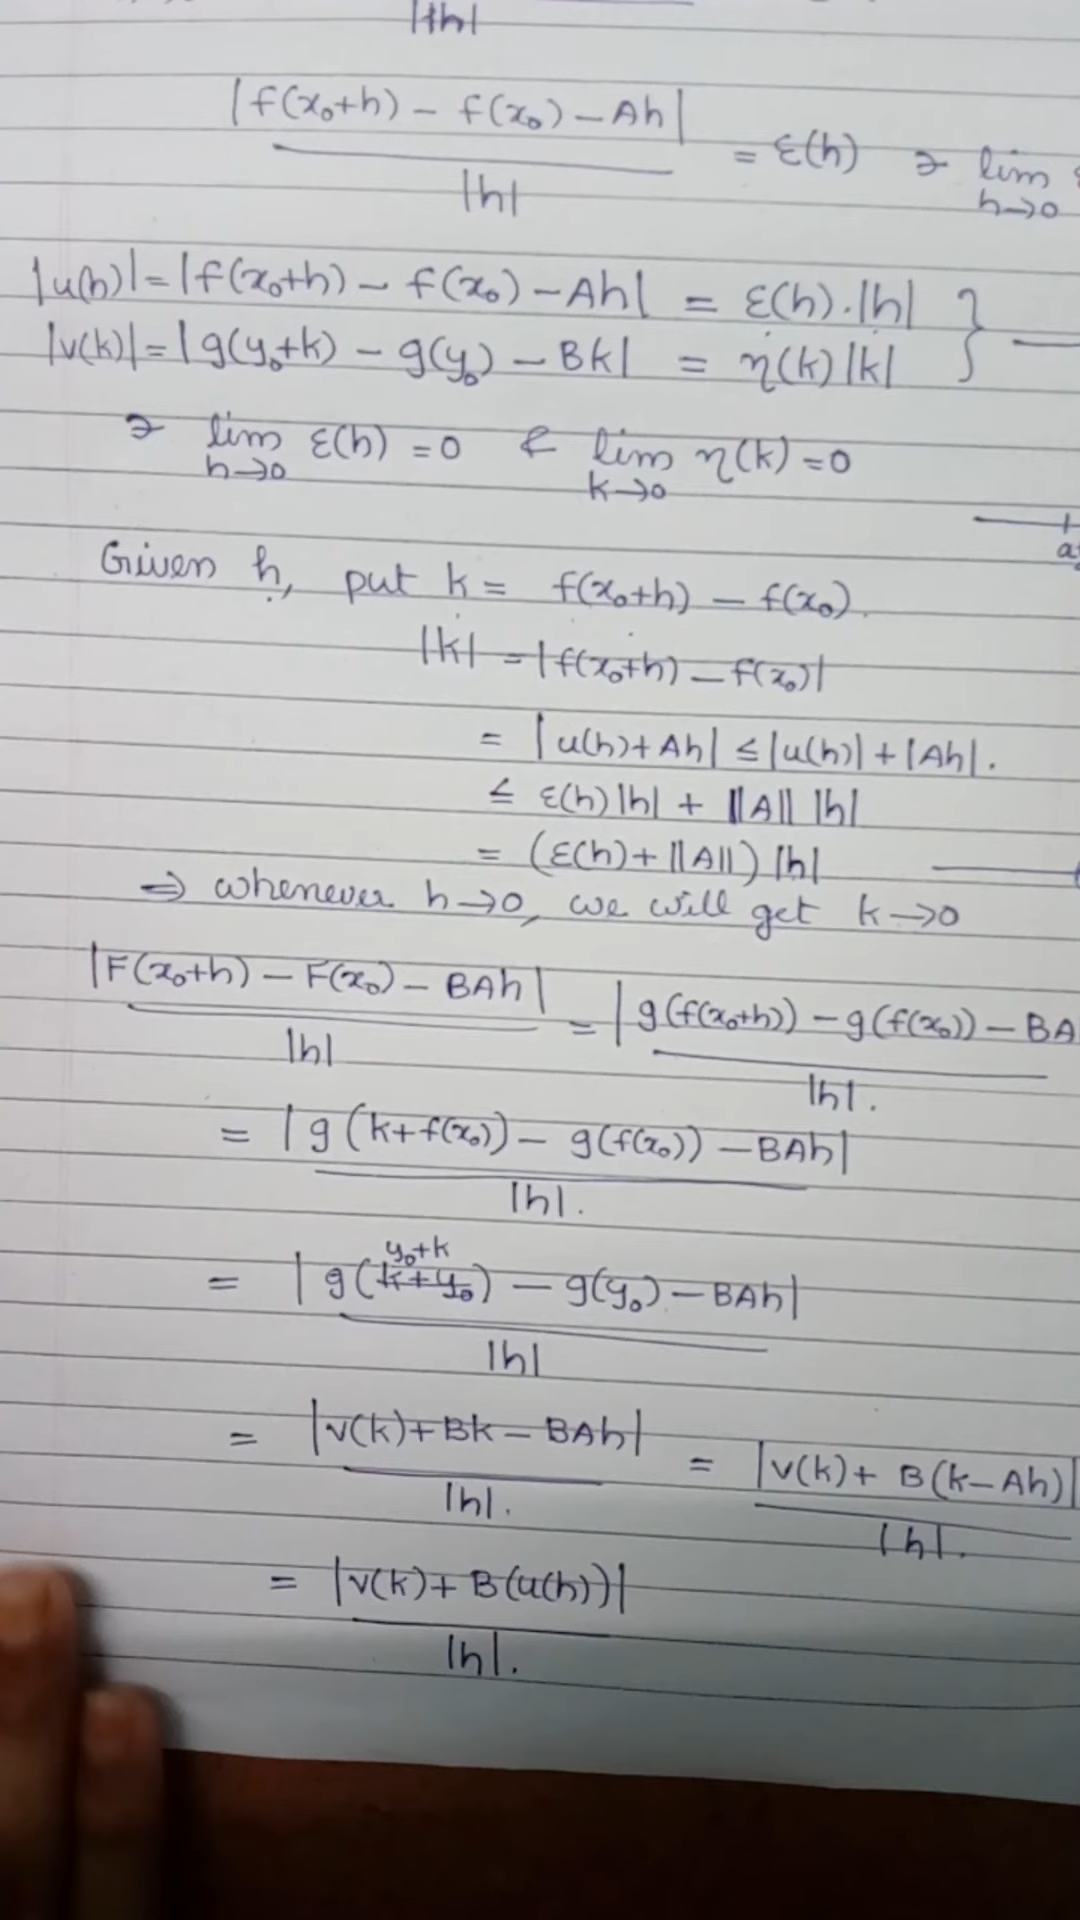 |h|
|f(x₀+h) - f(x₀) - Ah| / |h| = ε(h) ∋ lim h→0
|u(h)| = |f(x₀+h) - f(x₀) - Ah| = ε(h).|h| }
|v(k)| = |g(y₀+k) - g(y₀) - Bk| = η(k)|k|
∋ lim h→0 ε(h) = 0 & lim k→0 η(k) = 0
Given h, put k = f(x₀+h) - f(x₀).
|k| = |f(x₀+h) - f(x₀)|
= |u(h) + Ah| ≤ |u(h)| + |Ah|.
≤ ε(h)|h| + ||A|| |h|
= (ε(h) + ||A||) |h|
⇒ whenever h→0, we will get k→0
|F(x₀+h) - F(x₀) - BAh| / |h| = |g(f(x₀+h)) - g(f(x₀)) - BA / |h|.
= |g(k+f(x₀)) - g(f(x₀)) - BAh| / |h|.
y₀+k
= |g(k+y₀) - g(y₀) - BAh| / |h|
= |v(k) + Bk - BAh| / |h|. = |v(k) + B(k-Ah)| / |h|.
= |v(k) + B(u(h))| / |h|.